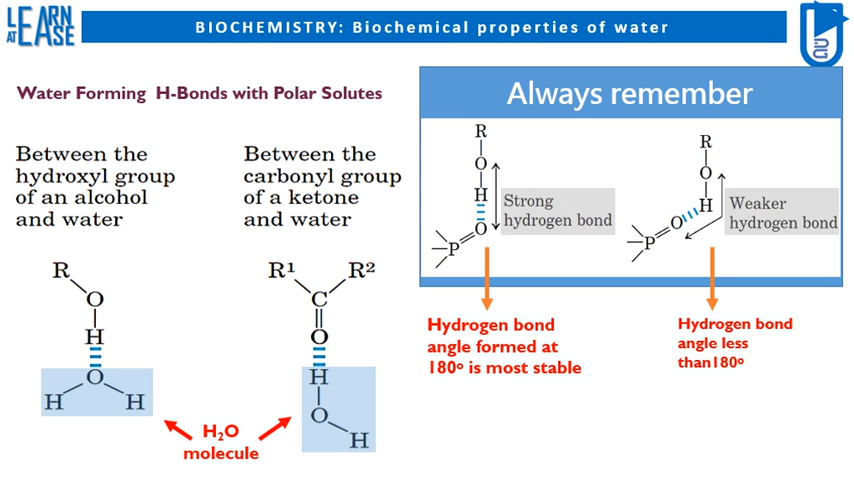 LEARN
AT EASE
BIOCHEMISTRY: Biochemical properties of water
Water Forming H-Bonds with Polar Solutes
Between the
hydroxyl group
of an alcohol
and water
R
O
H
O
H H
Between the
carbonyl group
of a ketone
and water
R¹ R²
C
O
H
O
H
H₂O
molecule
Always remember
R
O
H
O
P
Strong
hydrogen bond
R
O
H
O
P
Weaker
hydrogen bond
Hydrogen bond
angle formed at
180º is most stable
Hydrogen bond
angle less
than180º